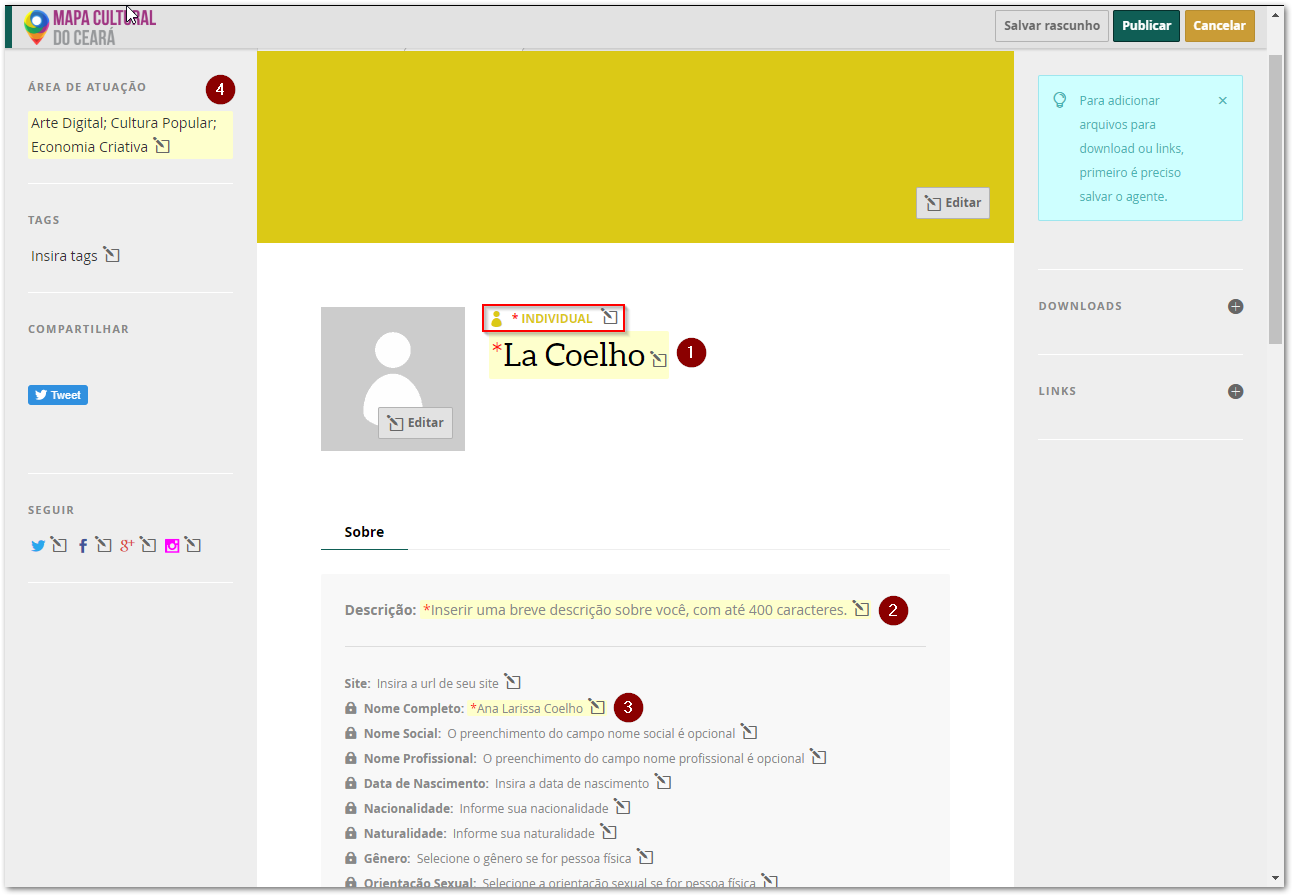 MAPA CULTURAL
DO CEARÁ
Salvar rascunho
Publicar
Cancelar
ÁREA DE ATUAÇÃO
4
Arte Digital; Cultura Popular;
Economia Criativa
TAGS
Insira tags
COMPARTILHAR
Tweet
SEGUIR
Editar
* INDIVIDUAL
*La Coelho
1
Editar
Sobre
Descrição: *Inserir uma breve descrição sobre você, com até 400 caracteres.
2
Site: Insira a url de seu site
Nome Completo: *Ana Larissa Coelho
3
Nome Social: O preenchimento do campo nome social é opcional
Nome Profissional: O preenchimento do campo nome profissional é opcional
Data de Nascimento: Insira a data de nascimento
Nacionalidade: Informe sua nacionalidade
Naturalidade: Informe sua naturalidade
Gênero: Selecione o gênero se for pessoa física
Orientação Sexual: Selecione a orientação sexual se for pessoa física
Para adicionar
arquivos para
download ou links,
primeiro é preciso
salvar o agente.
DOWNLOADS
LINKS